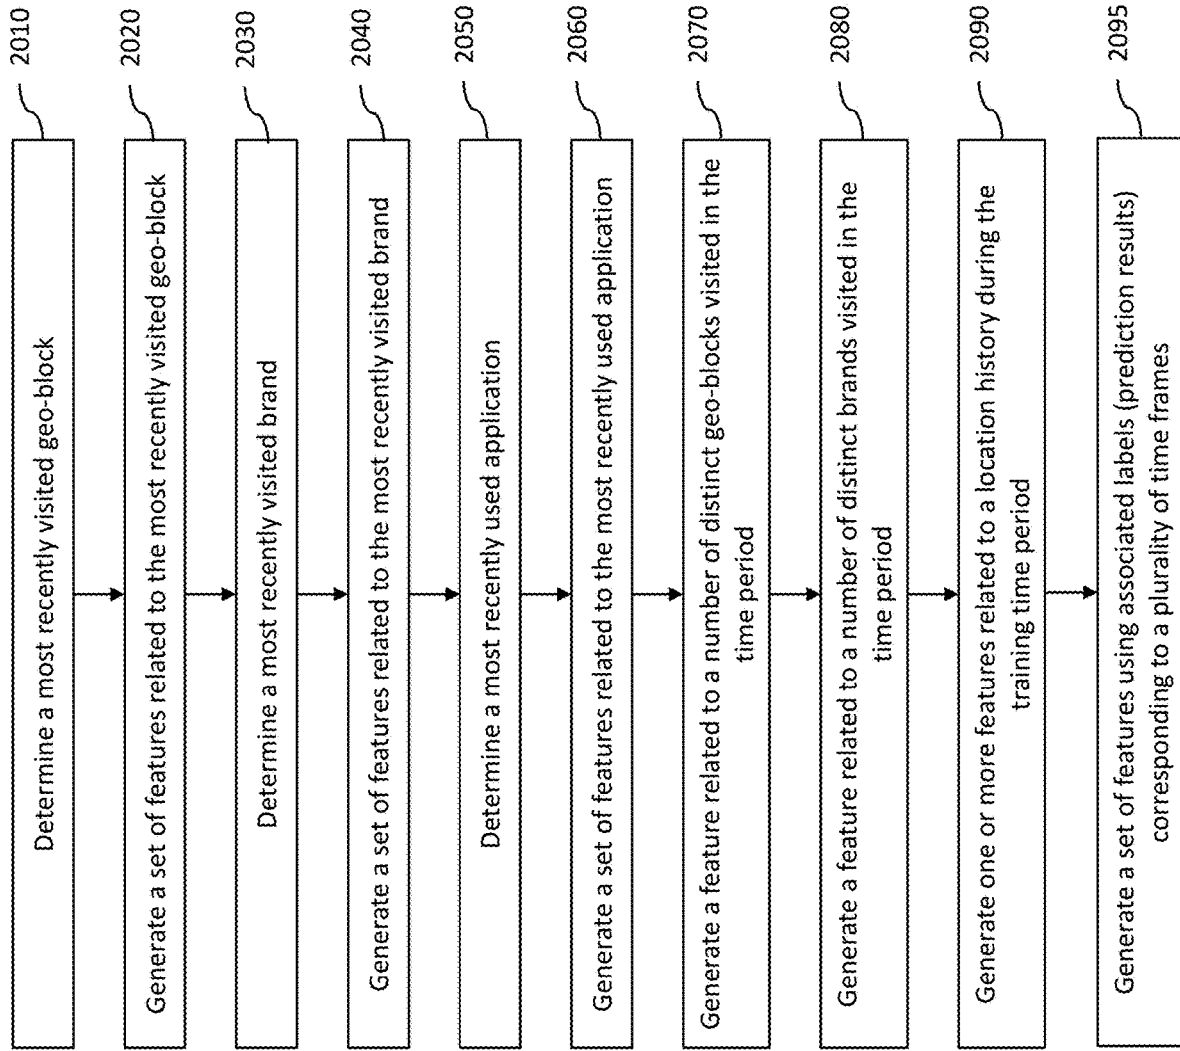 2010
Determine a most recently visited geo-block
2020
Generate a set of features related to the most recently visited geo-block
2030
Determine a most recently visited brand
2040
Generate a set of features related to the most recently visited brand
2050
Determine a most recently used application
2060
Generate a set of features related to the most recently used application
2070
Generate a feature related to a number of distinct geo-blocks visited in the
time period
2080
Generate a feature related to a number of distinct brands visited in the
time period
2090
Generate one or more features related to a location history during the
training time period
2095
Generate a set of features using associated labels (prediction results)
corresponding to a plurality of time frames